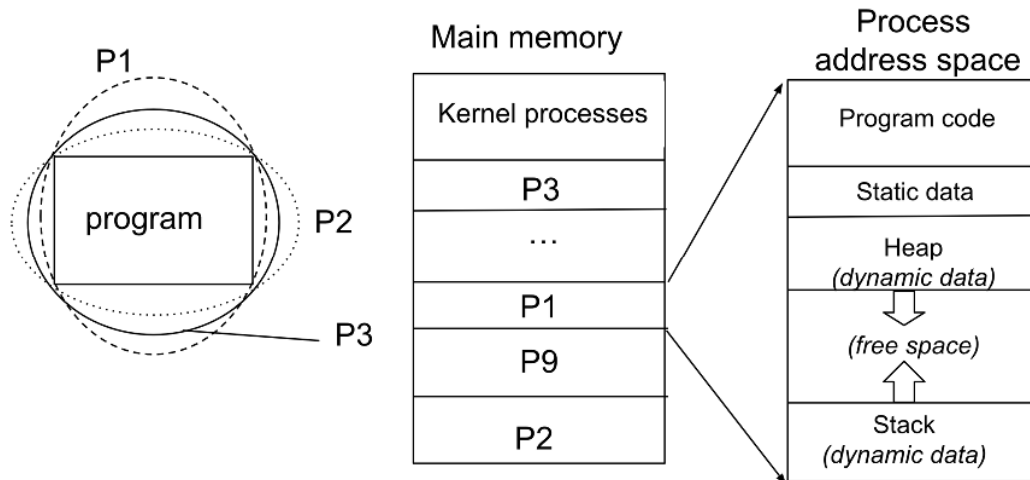 P1
program
P2
P3
Main memory
Kernel processes
P3
...
P1
P9
P2
Process
address space
Program code
Static data
Heap
(dynamic data)
(free space)
Stack
(dynamic data)